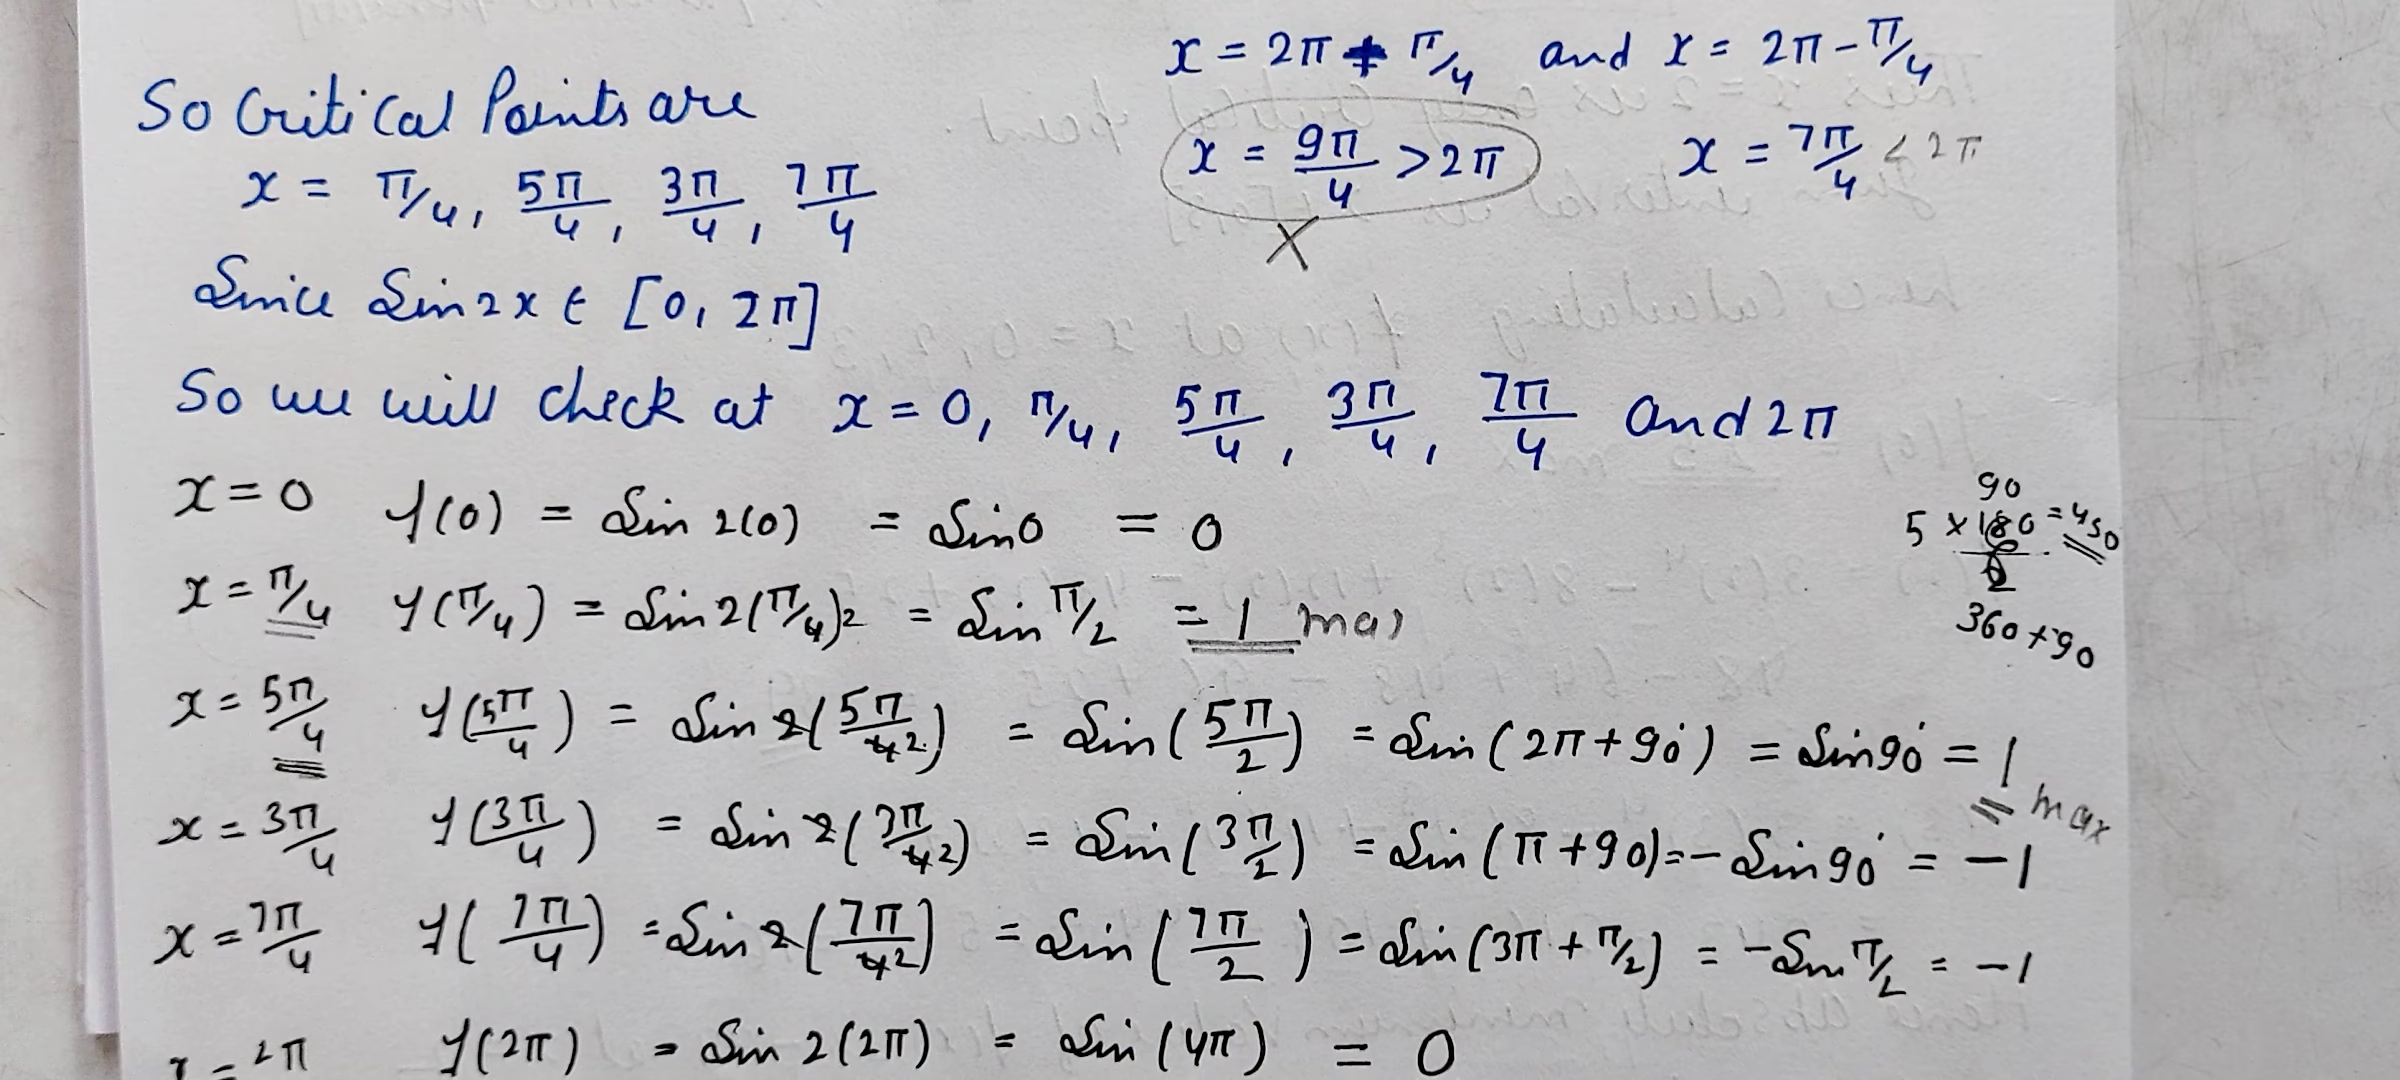 x = 2π + π/4 and x = 2π - π/4
So Critical Points are
x = 9π/4 > 2π x = 7π/4 < 2π
X
x = π/4, 5π/4, 3π/4, 7π/4
Since Sin2x ∈ [0, 2π]
So we will check at x = 0, π/4, 5π/4, 3π/4, 7π/4 and 2π
x = 0 f(0) = Sin 2(0) = Sin0 = 0
90
5 × 180/2 = 450
360 + 90
x = π/4 f(π/4) = Sin 2(π/4)2 = Sin π/2 = 1 max
x = 5π/4 f(5π/4) = Sin 2(5π/4 2) = Sin(5π/2) = Sin(2π + 90°) = Sin90° = 1 max
x = 3π/4 f(3π/4) = Sin 2(3π/4 2) = Sin(3π/2) = Sin(π + 90) = - Sin90° = -1
x = 7π/4 f(7π/4) = Sin 2(7π/4 2) = Sin(7π/2) = Sin(3π + π/2) = - Sin π/2 = -1
x = 2π f(2π) = Sin 2(2π) = Sin(4π) = 0